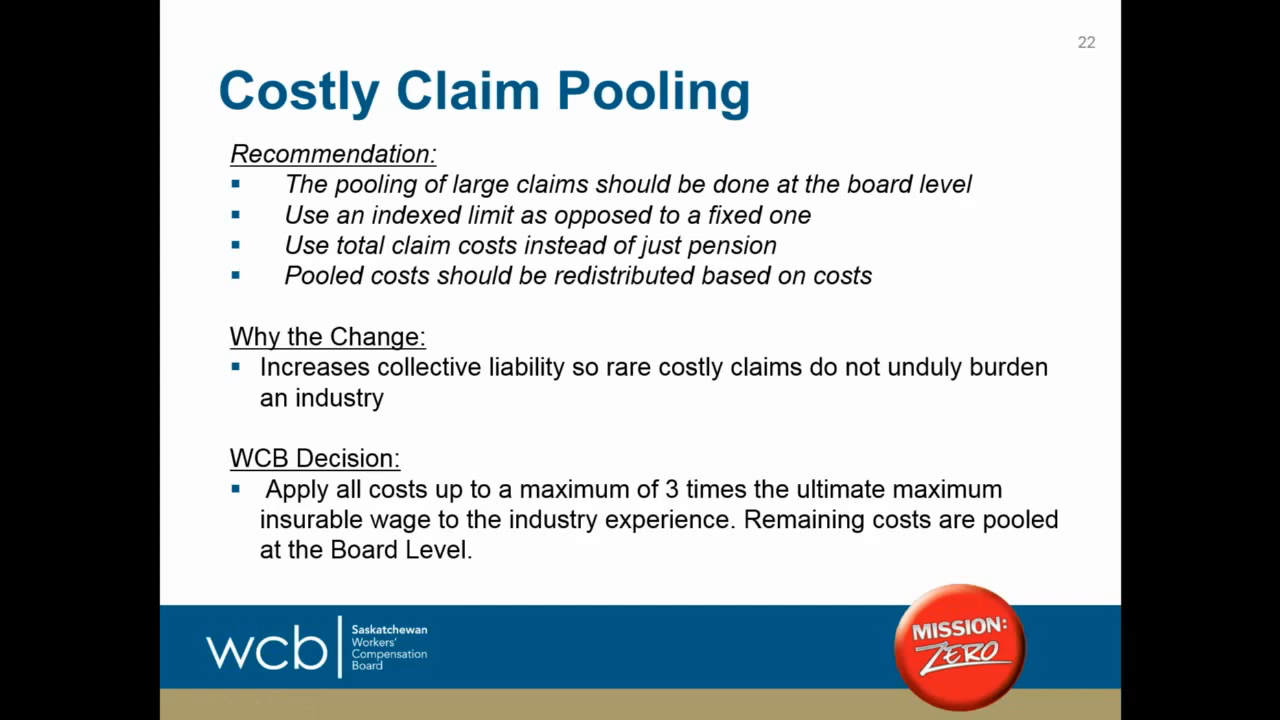 22
Costly Claim Pooling
Recommendation:
▪ The pooling of large claims should be done at the board level
▪ Use an indexed limit as opposed to a fixed one
▪ Use total claim costs instead of just pension
▪ Pooled costs should be redistributed based on costs
Why the Change:
▪ Increases collective liability so rare costly claims do not unduly burden
an industry
WCB Decision:
▪ Apply all costs up to a maximum of 3 times the ultimate maximum
insurable wage to the industry experience. Remaining costs are pooled
at the Board Level.
wcb
Saskatchewan
Workers'
Compensation
Board
MISSION:
ZERO